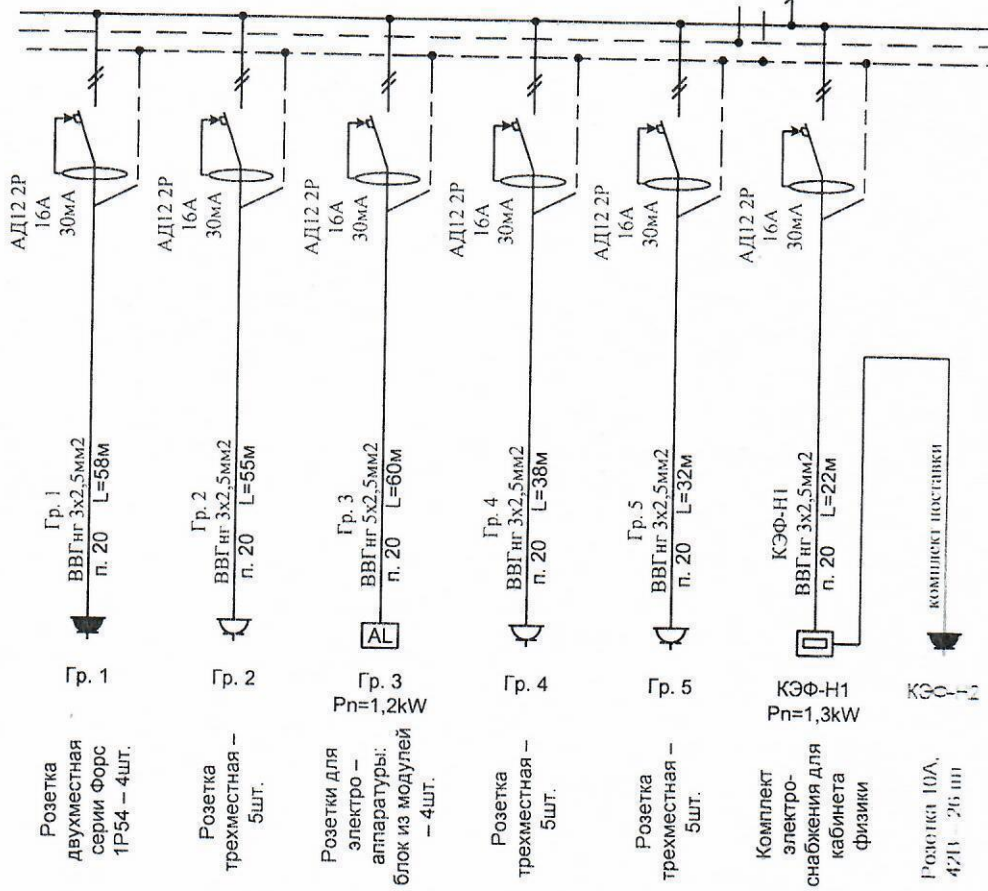 АД12 2Р
16А
30мА
АД12 2Р
16А
30мА
АД12 2Р
16А
30мА
АД12 2Р
16А
30мА
АД12 2Р
16А
30мА
АД12 2Р
16А
30мА
Гр. 1
ВВГнг 3х2,5мм2
п. 20 L=58м
Гр. 2
ВВГнг 3х2,5мм2
п. 20 L=55м
Гр. 3
ВВГнг 5х2,5мм2
п. 20 L=60м
Гр. 4
ВВГнг 3х2,5мм2
п. 20 L=38м
Гр. 5
ВВГнг 3х2,5мм2
п. 20 L=32м
КЭФ-Н1
ВВГнг 3х2,5мм2
п. 20 L=22м
комплект поставки
AL
Гр. 1
Гр. 2
Гр. 3
Pn=1,2kW
Гр. 4
Гр. 5
КЭФ-Н1
Pn=1,3kW
КЭФ-Н2
Розетка
двухместная
серии Форс
1Р54 – 4шт.
Розетка
трехместная –
5шт.
Розетки для
электро –
аппаратуры:
блок из модулей
– 4шт.
Розетка
трехместная –
5шт.
Розетка
трехместная –
5шт.
Комплект
электро-
снабжения для
кабинета
физики
Розетка 10А,
42В – 26 шт